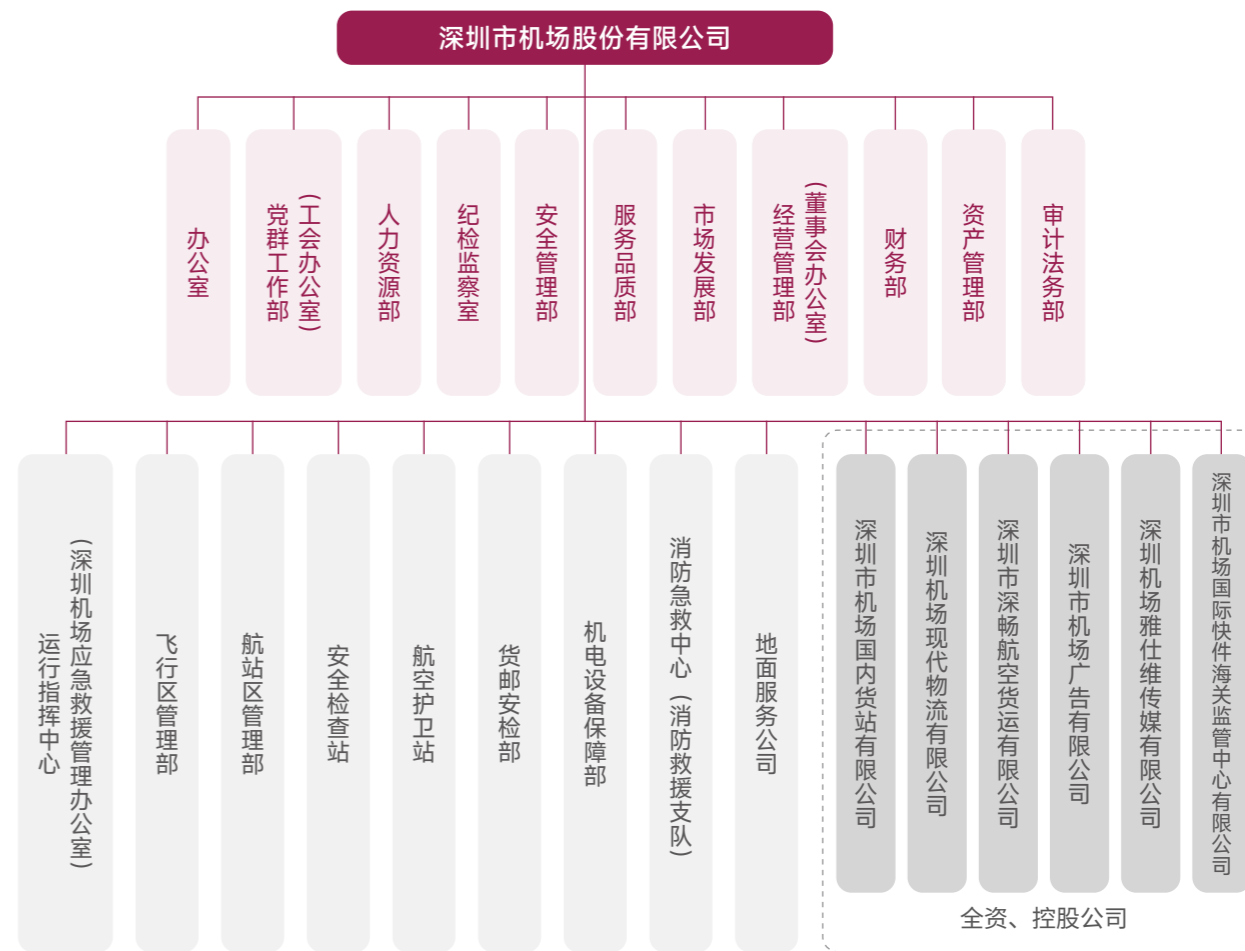 深圳市机场股份有限公司
办公室
党群工作部
(工会办公室)
人力资源部
纪检监察室
安全管理部
服务品质部
市场发展部
经营管理部
(董事会办公室)
财务部
资产管理部
审计法务部
运行指挥中心
(深圳机场应急救援管理办公室)
飞行区管理部
航站区管理部
安全检查站
航空护卫站
货邮安检部
机电设备保障部
消防急救中心(消防救援支队)
地面服务公司
深圳市机场国内货站有限公司
深圳机场现代物流有限公司
深圳市深畅航空货运有限公司
深圳市机场广告有限公司
深圳机场雅仕维传媒有限公司
深圳市机场国际快件海关监管中心有限公司
全资、控股公司